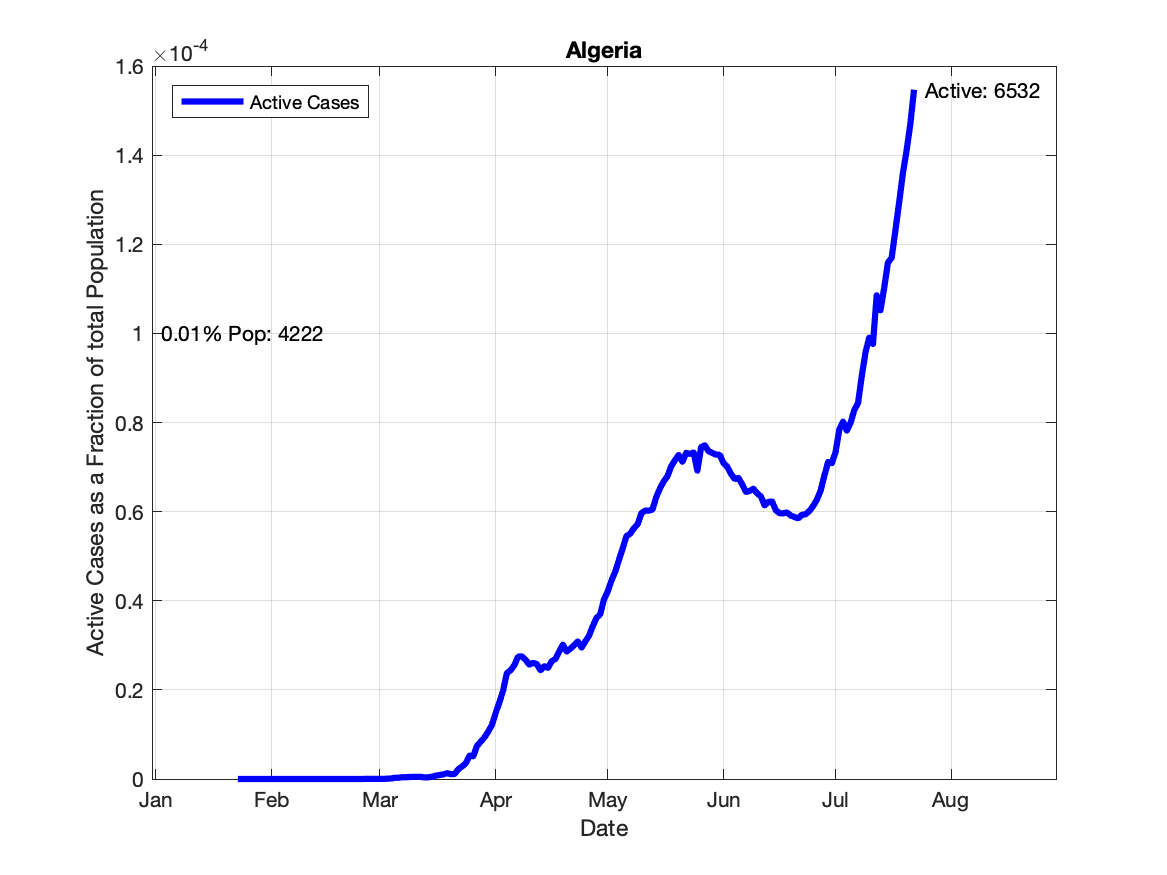 Algeria
×10-4
1.6
1.4
1.2
1
0.8
0.6
0.4
0.2
0
Active Cases
Active: 6532
0.01% Pop: 4222
Active Cases as a Fraction of total Population
Jan Feb Mar Apr May Jun Jul Aug
Date